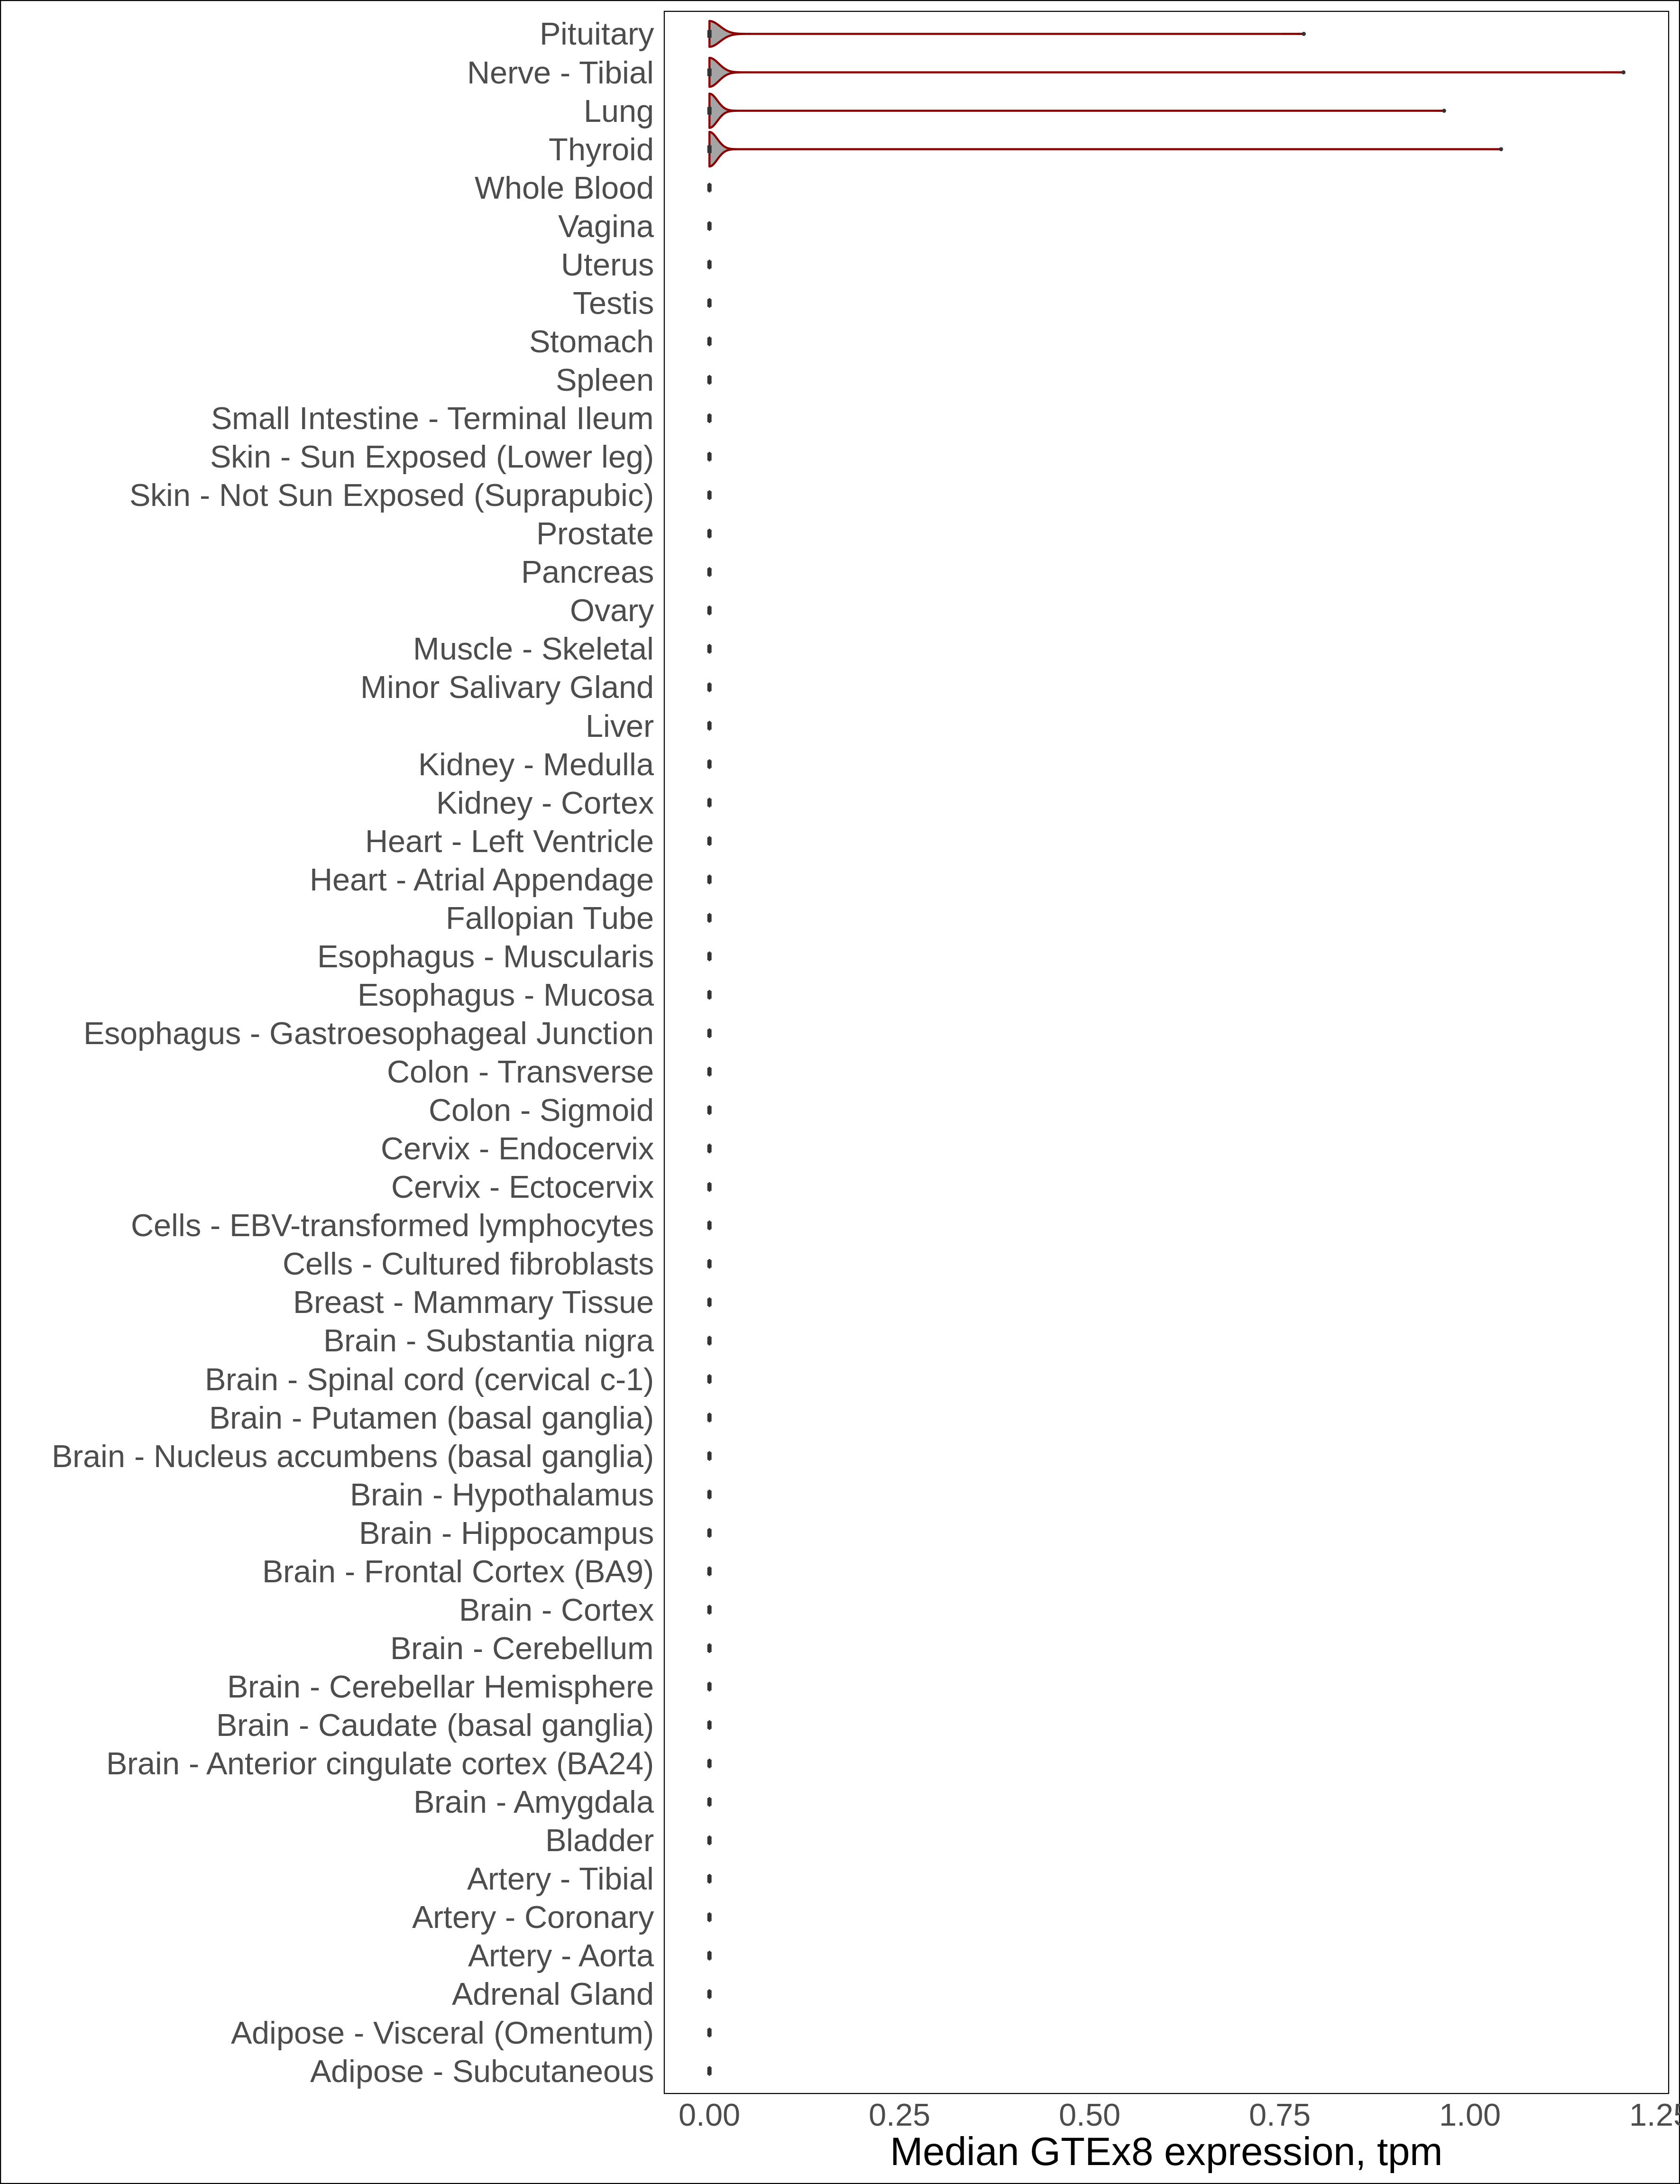 Pituitary
Nerve - Tibial
Lung
Thyroid
Whole Blood
Vagina
Uterus
Testis
Stomach
Spleen
Small Intestine - Terminal Ileum
Skin - Sun Exposed (Lower leg)
Skin - Not Sun Exposed (Suprapubic)
Prostate
Pancreas
Ovary
Muscle - Skeletal
Minor Salivary Gland
Liver
Kidney - Medulla
Kidney - Cortex
Heart - Left Ventricle
Heart - Atrial Appendage
Fallopian Tube
Esophagus - Muscularis
Esophagus - Mucosa
Esophagus - Gastroesophageal Junction
Colon - Transverse
Colon - Sigmoid
Cervix - Endocervix
Cervix - Ectocervix
Cells - EBV-transformed lymphocytes
Cells - Cultured fibroblasts
Breast - Mammary Tissue
Brain - Substantia nigra
Brain - Spinal cord (cervical c-1)
Brain - Putamen (basal ganglia)
Brain - Nucleus accumbens (basal ganglia)
Brain - Hypothalamus
Brain - Hippocampus
Brain - Frontal Cortex (BA9)
Brain - Cortex
Brain - Cerebellum
Brain - Cerebellar Hemisphere
Brain - Caudate (basal ganglia)
Brain - Anterior cingulate cortex (BA24)
Brain - Amygdala
Bladder
Artery - Tibial
Artery - Coronary
Artery - Aorta
Adrenal Gland
Adipose - Visceral (Omentum)
Adipose - Subcutaneous
0.00 0.25 0.50 0.75 1.00 1.25
Median GTEx8 expression, tpm